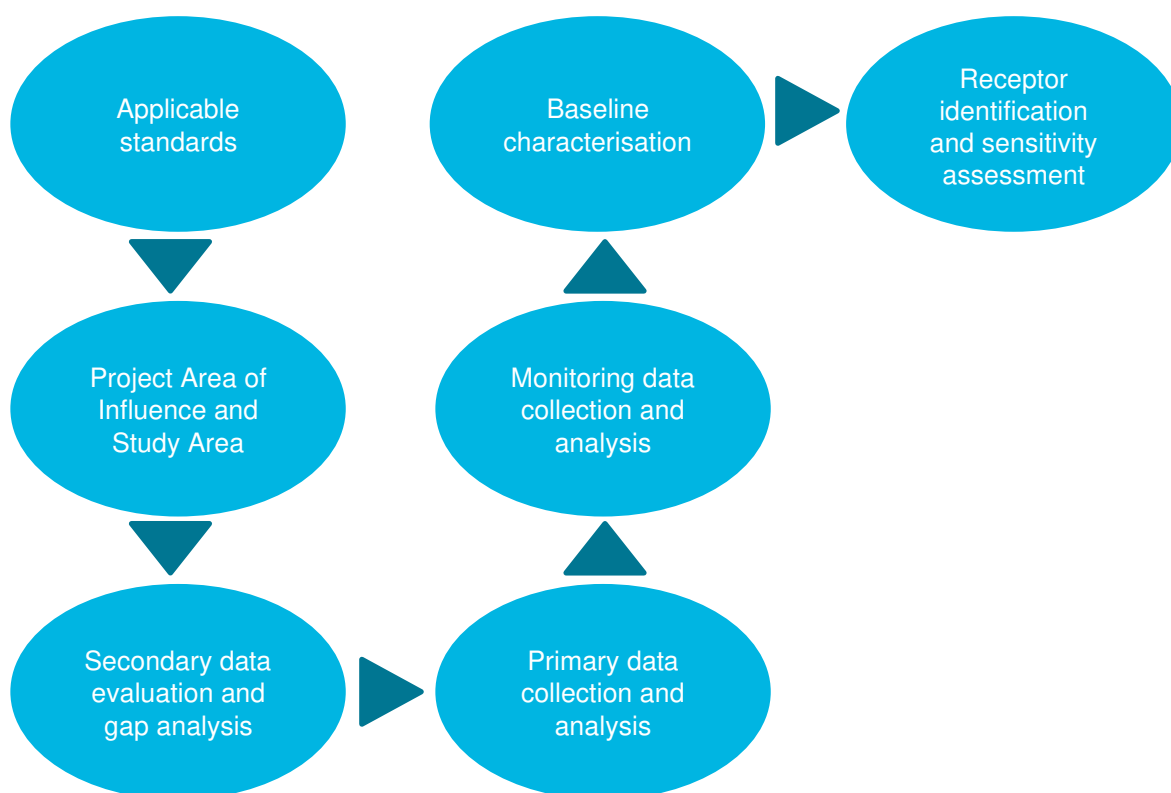 Applicable
standards
Project Area of
Influence and
Study Area
Secondary data
evaluation and
gap analysis
Primary data
collection and
analysis
Monitoring data
collection and
analysis
Baseline
characterisation
Receptor
identification
and sensitivity
assessment